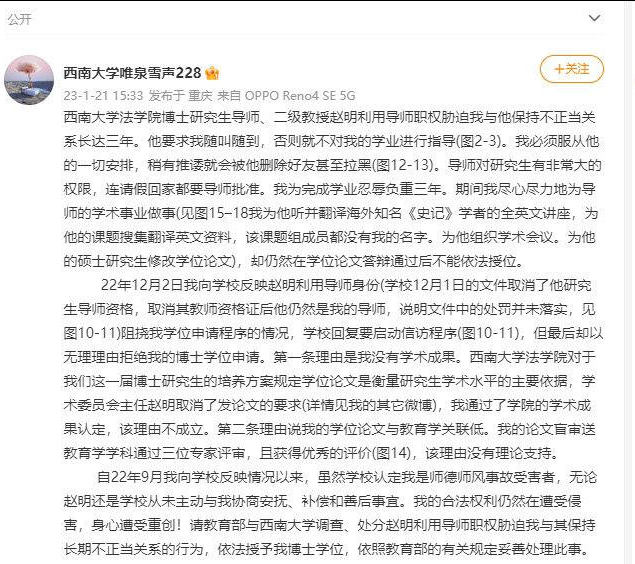 公开
西南大学唯泉雪声228
+关注
23-1-21 15:33 发布于 重庆 来自 OPPO Reno4 SE 5G
西南大学法学院博士研究生导师、二级教授赵明利用导师职权胁迫我与他保持不正当关
系长达三年。他要求我随叫随到，否则就不对我的学业进行指导(图2-3)。我必须服从他
的一切安排，稍有推诿就会被他删除好友甚至拉黑(图12-13)。导师对研究生有非常大的
权限，连请假回家都要导师批准。我为完成学业忍辱负重三年。期间我尽心尽力地为导
师的学术事业做事(见图15–18我为他听并翻译海外知名《史记》学者的全英文讲座，为
他的课题搜集翻译英文资料，该课题组成员都没有我的名字。为他组织学术会议。为他
的硕士研究生修改学位论文)，却仍然在学位论文答辩通过后不能依法授位。
22年12月2日我向学校反映赵明利用导师身份(学校12月1日的文件取消了他研究
生导师资格，取消其教师资格证后他仍然是我的导师，说明文件中的处罚并未落实，见
图10-11)阻挠我学位申请程序的情况，学校回复要启动信访程序(图10-11)，但最后却以
无理理由拒绝我的博士学位申请。第一条理由是我没有学术成果。西南大学法学院对于
我们这一届博士研究生的培养方案规定学位论文是衡量研究生学术水平的主要依据，学
术委员会主任赵明取消了发论文的要求(详情见我的其它微博)，我通过了学院的学术成
果认定，该理由不成立。第二条理由说我的学位论文与教育学关联低。我的论文盲审送
教育学学科通过三位专家评审，且获得优秀的评价(图14)，该理由没有理论支持。
自22年9月我向学校反映情况以来，虽然学校认定我是师德师风事故受害者，无论
赵明还是学校从未主动与我协商安抚、补偿和善后事宜。我的合法权利仍然在遭受侵
害，身心遭受重创！请教育部与西南大学调查、处分赵明利用导师职权胁迫我与其保持
长期不正当关系的行为，依法授予我博士学位，依照教育部的有关规定妥善处理此事。